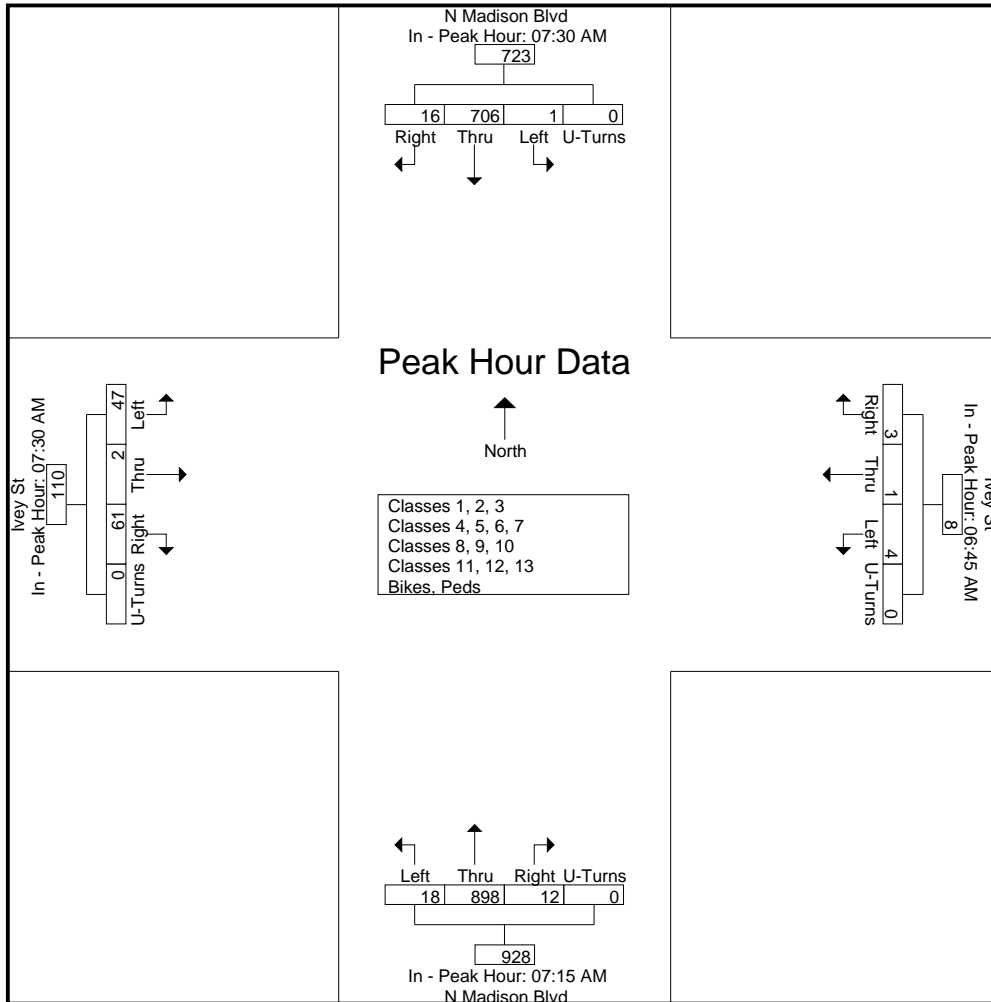 N Madison Blvd
In - Peak Hour: 07:30 AM
723
16 706 1 0
Right Thru Left U-Turns
Peak Hour Data
North
Classes 1, 2, 3
Classes 4, 5, 6, 7
Classes 8, 9, 10
Classes 11, 12, 13
Bikes, Peds
Ivey St
In - Peak Hour: 07:30 AM
110
47 2 61 0
Left Thru Right U-Turns
Ivey St
In - Peak Hour: 06:45 AM
8
3 1 4 0
Right Thru Left U-Turns
Left Thru Right U-Turns
18 898 12 0
928
In - Peak Hour: 07:15 AM
N Madison Blvd